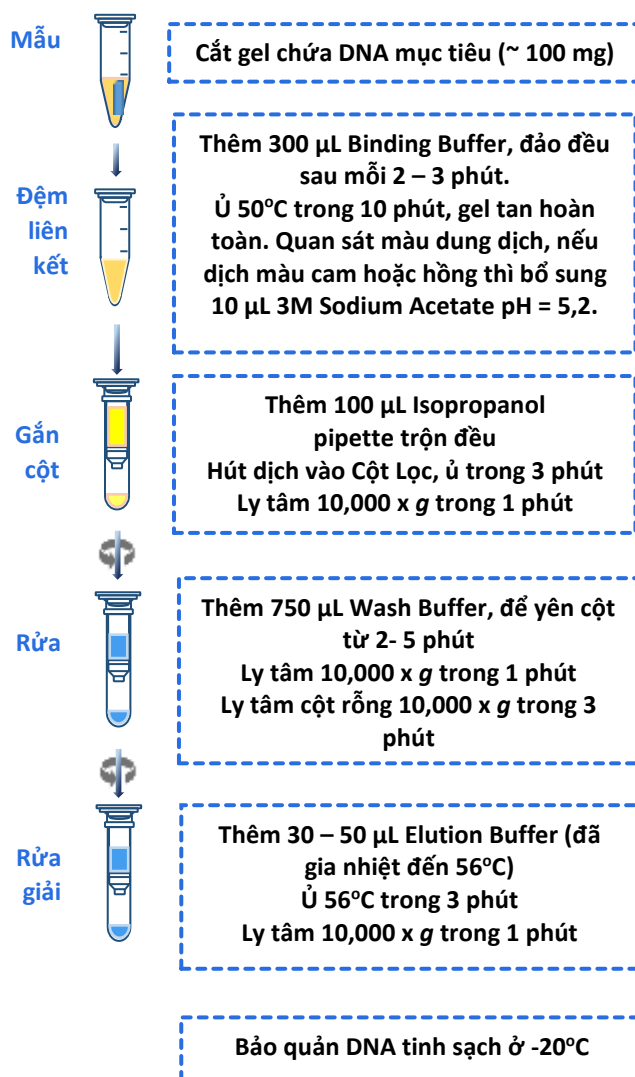 Mẫu
Cắt gel chứa DNA mục tiêu (~ 100 mg)
Đệm
liên
kết
Thêm 300 µL Binding Buffer, đảo đều
sau mỗi 2 – 3 phút.
Ủ 50°C trong 10 phút, gel tan hoàn
toàn. Quan sát màu dung dịch, nếu
dịch màu cam hoặc hồng thì bổ sung
10 µL 3M Sodium Acetate pH = 5,2.
Gắn
cột
Thêm 100 µL Isopropanol
pipette trộn đều
Hút dịch vào Cột Lọc, ủ trong 3 phút
Ly tâm 10,000 x g trong 1 phút
Rửa
Thêm 750 µL Wash Buffer, để yên cột
từ 2- 5 phút
Ly tâm 10,000 x g trong 1 phút
Ly tâm cột rỗng 10,000 x g trong 3
phút
Rửa
giải
Thêm 30 – 50 µL Elution Buffer (đã
gia nhiệt đến 56°C)
Ủ 56°C trong 3 phút
Ly tâm 10,000 x g trong 1 phút
Bảo quản DNA tinh sạch ở -20°C